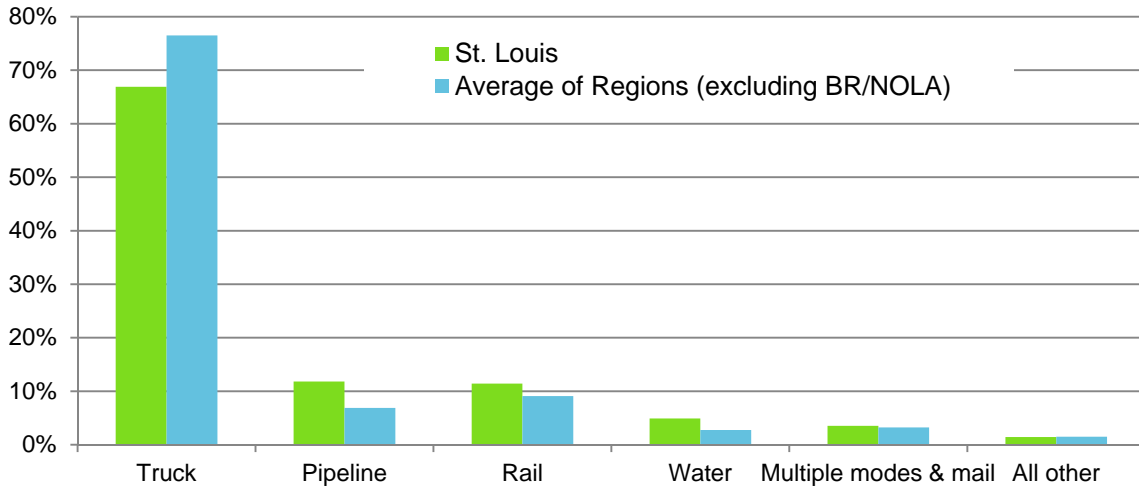 80%
70%
60%
50%
40%
30%
20%
10%
0%
St. Louis
Average of Regions (excluding BR/NOLA)
Truck
Pipeline
Rail
Water
Multiple modes & mail
All other